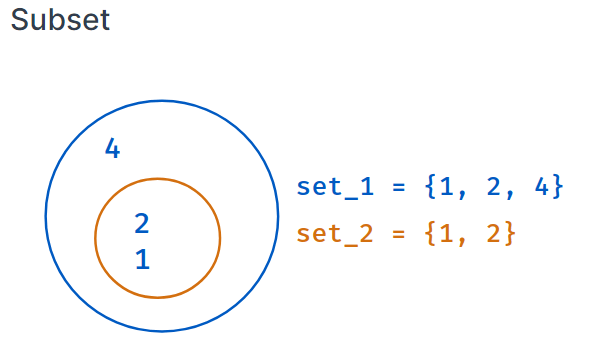 Subset
4
2
1
set_1 = {1, 2, 4}
set_2 = {1, 2}